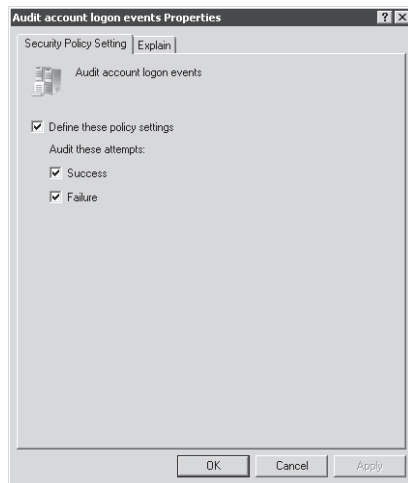 Audit account logon events Properties
Security Policy Setting
Explain
Audit account logon events
Define these policy settings
Audit these attempts:
Success
Failure
OK
Cancel
Apply